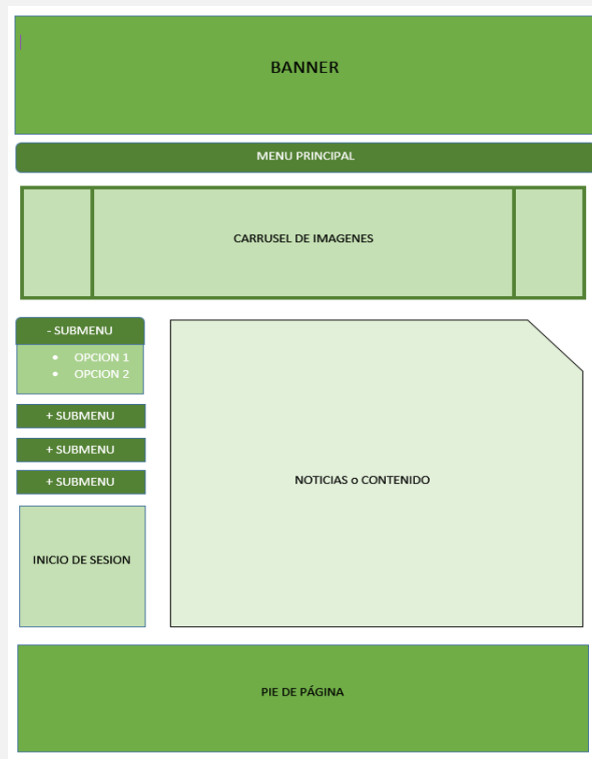 BANNER
MENU PRINCIPAL
CARRUSEL DE IMAGENES
- SUBMENU
• OPCION 1
• OPCION 2
+ SUBMENU
+ SUBMENU
+ SUBMENU
INICIO DE SESION
NOTICIAS o CONTENIDO
PIE DE PÁGINA